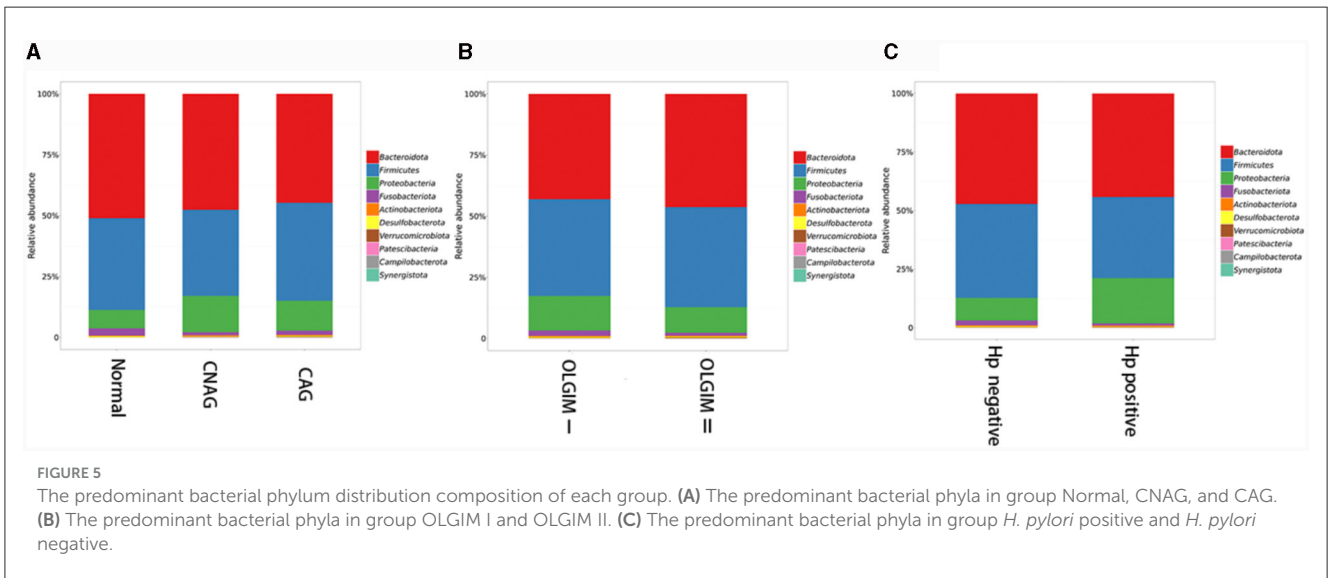 A
B
C
100%
75%
50%
25%
0
Relative abundance
Normal
CNAG
CAG
Bacteroidota
Firmicutes
Proteobacteria
Fusobacteriota
Actinobacteriota
Desulfobacterota
Verrucomicrobiota
Patescibacteria
Campilobacterota
Synergistota
100%
75%
50%
25%
0
Relative abundance
OLGIM I
OLGIM II
Bacteroidota
Firmicutes
Proteobacteria
Fusobacteriota
Actinobacteriota
Desulfobacterota
Verrucomicrobiota
Patescibacteria
Campilobacterota
Synergistota
100%
75%
50%
25%
0
Relative abundance
Hp negative
Hp positive
Bacteroidota
Firmicutes
Proteobacteria
Fusobacteriota
Actinobacteriota
Desulfobacterota
Verrucomicrobiota
Patescibacteria
Campilobacterota
Synergistota
FIGURE 5
The predominant bacterial phylum distribution composition of each group. (A) The predominant bacterial phyla in group Normal, CNAG, and CAG.
(B) The predominant bacterial phyla in group OLGIM I and OLGIM II. (C) The predominant bacterial phyla in group H. pylori positive and H. pylori
negative.